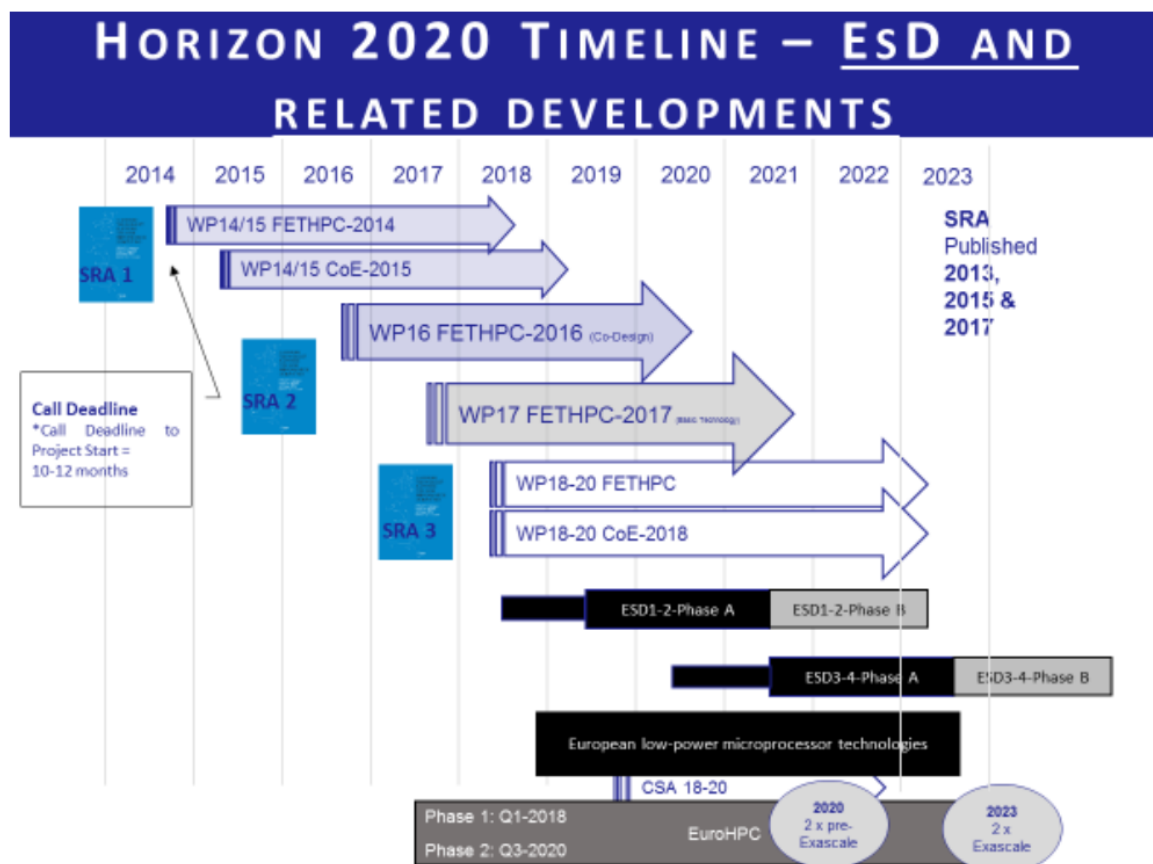 HORIZON 2020 TIMELINE – ESD AND
RELATED DEVELOPMENTS
2014 2015 2016 2017 2018 2019 2020 2021 2022 2023
WP14/15 FETHPC-2014
SRA 1
WP14/15 CoE-2015
SRA
Published
2013,
2015 &
2017
WP16 FETHPC-2016 (Co-Design)
SRA 2
Call Deadline
*Call Deadline to
Project Start =
10-12 months
WP17 FETHPC-2017 (Basic Technology)
WP18-20 FETHPC
SRA 3
WP18-20 CoE-2018
ESD1-2-Phase A
ESD1-2-Phase B
ESD3-4-Phase A
ESD3-4-Phase B
European low-power microprocessor technologies
CSA 18-20
Phase 1: Q1-2018
Phase 2: Q3-2020
EuroHPC
2020
2 x pre-
Exascale
2023
2 x
Exascale